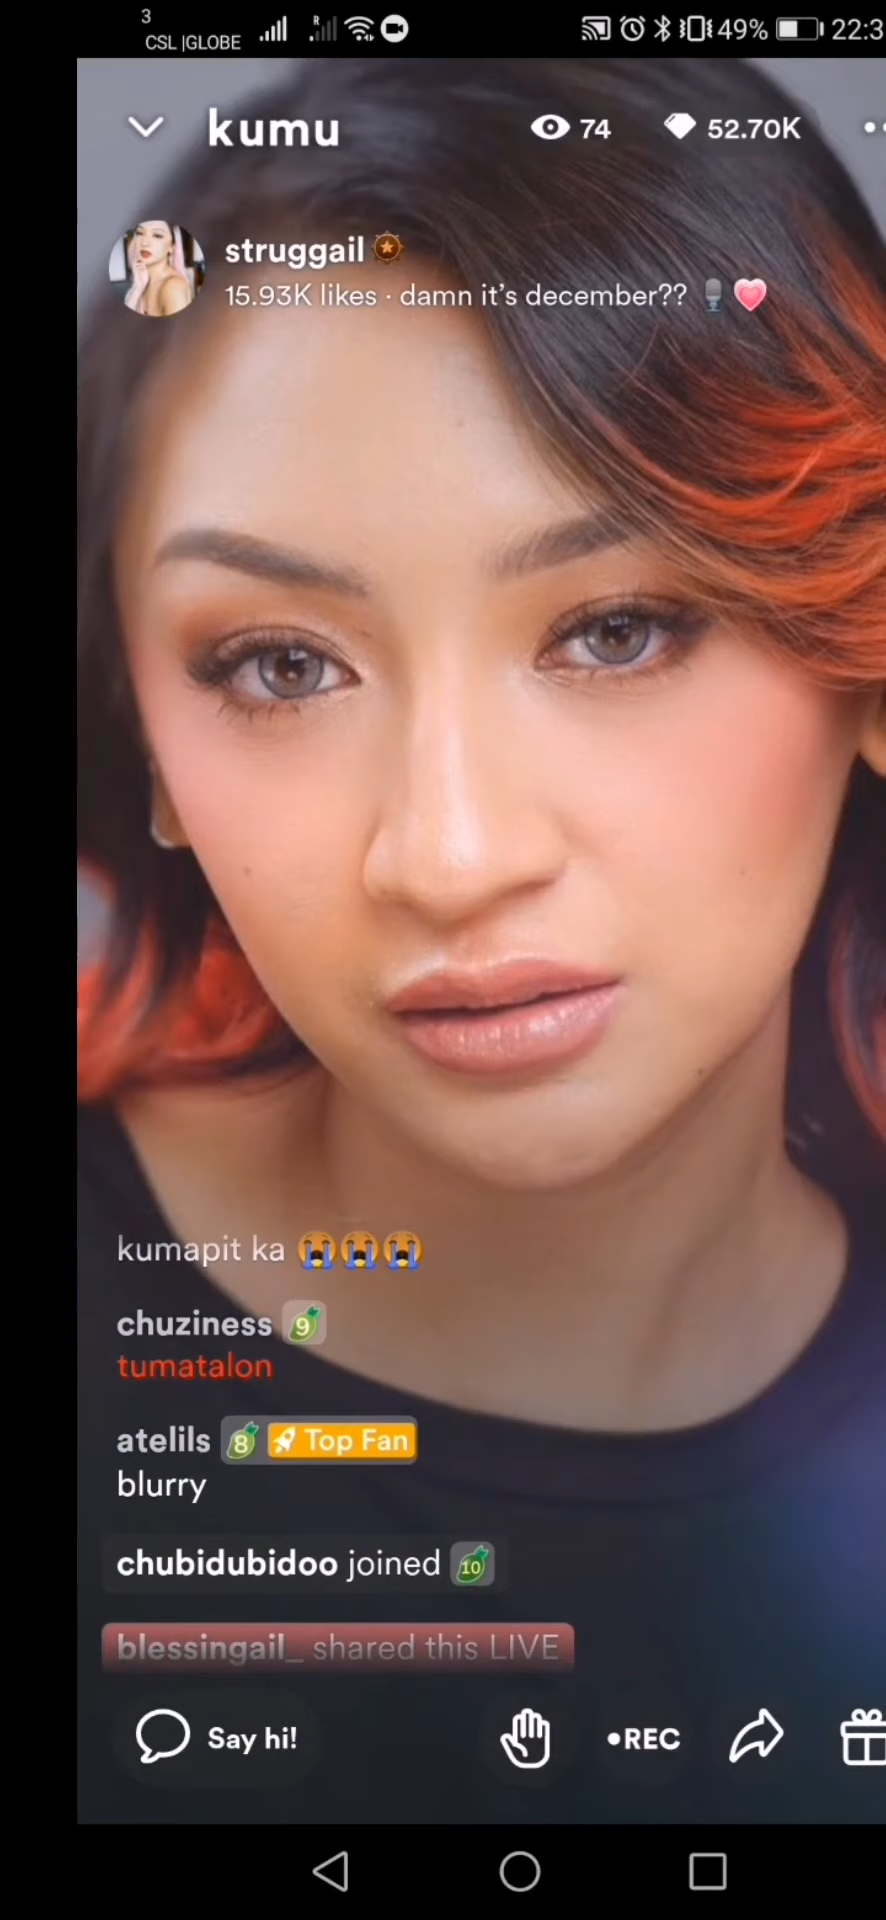 3
CSL |GLOBE
R
49%
22:3
kumu
74
52.70K
struggail
15.93K likes · damn it's december??
kumapit ka 😭😭😭
chuziness 9
tumatalon
atelils 8 Top Fan
blurry
chubidubidoo joined 10
blessingail_ shared this LIVE
Say hi!
•REC